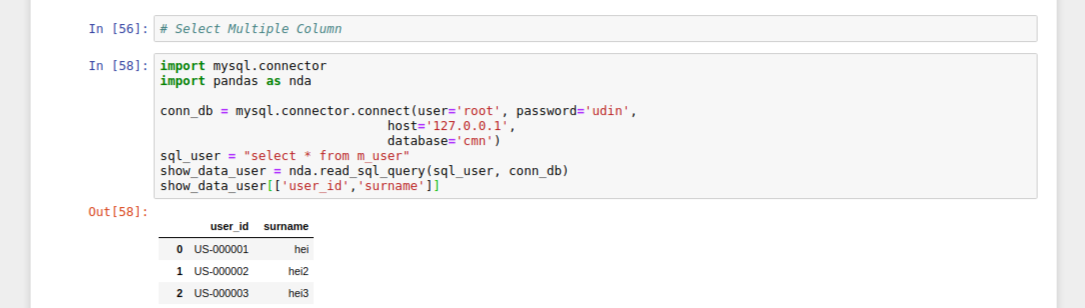 In [56]: # Select Multiple Column
In [58]: import mysql.connector
import pandas as nda
conn_db = mysql.connector.connect(user='root', password='udin',
host='127.0.0.1',
database='cmn')
sql_user = "select * from m_user"
show_data_user = nda.read_sql_query(sql_user, conn_db)
show_data_user[['user_id','surname']]
Out[58]:
user_id surname
0 US-000001 hei
1 US-000002 hei2
2 US-000003 hei3